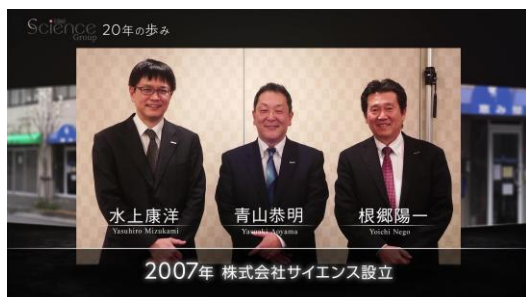 Science 20年の歩み
Group
水上康洋
Yasuhiro Mizukami
青山恭明
Yasuaki Aoyama
根郷陽一
Yoichi Nego
2007年 株式会社サイエンス設立